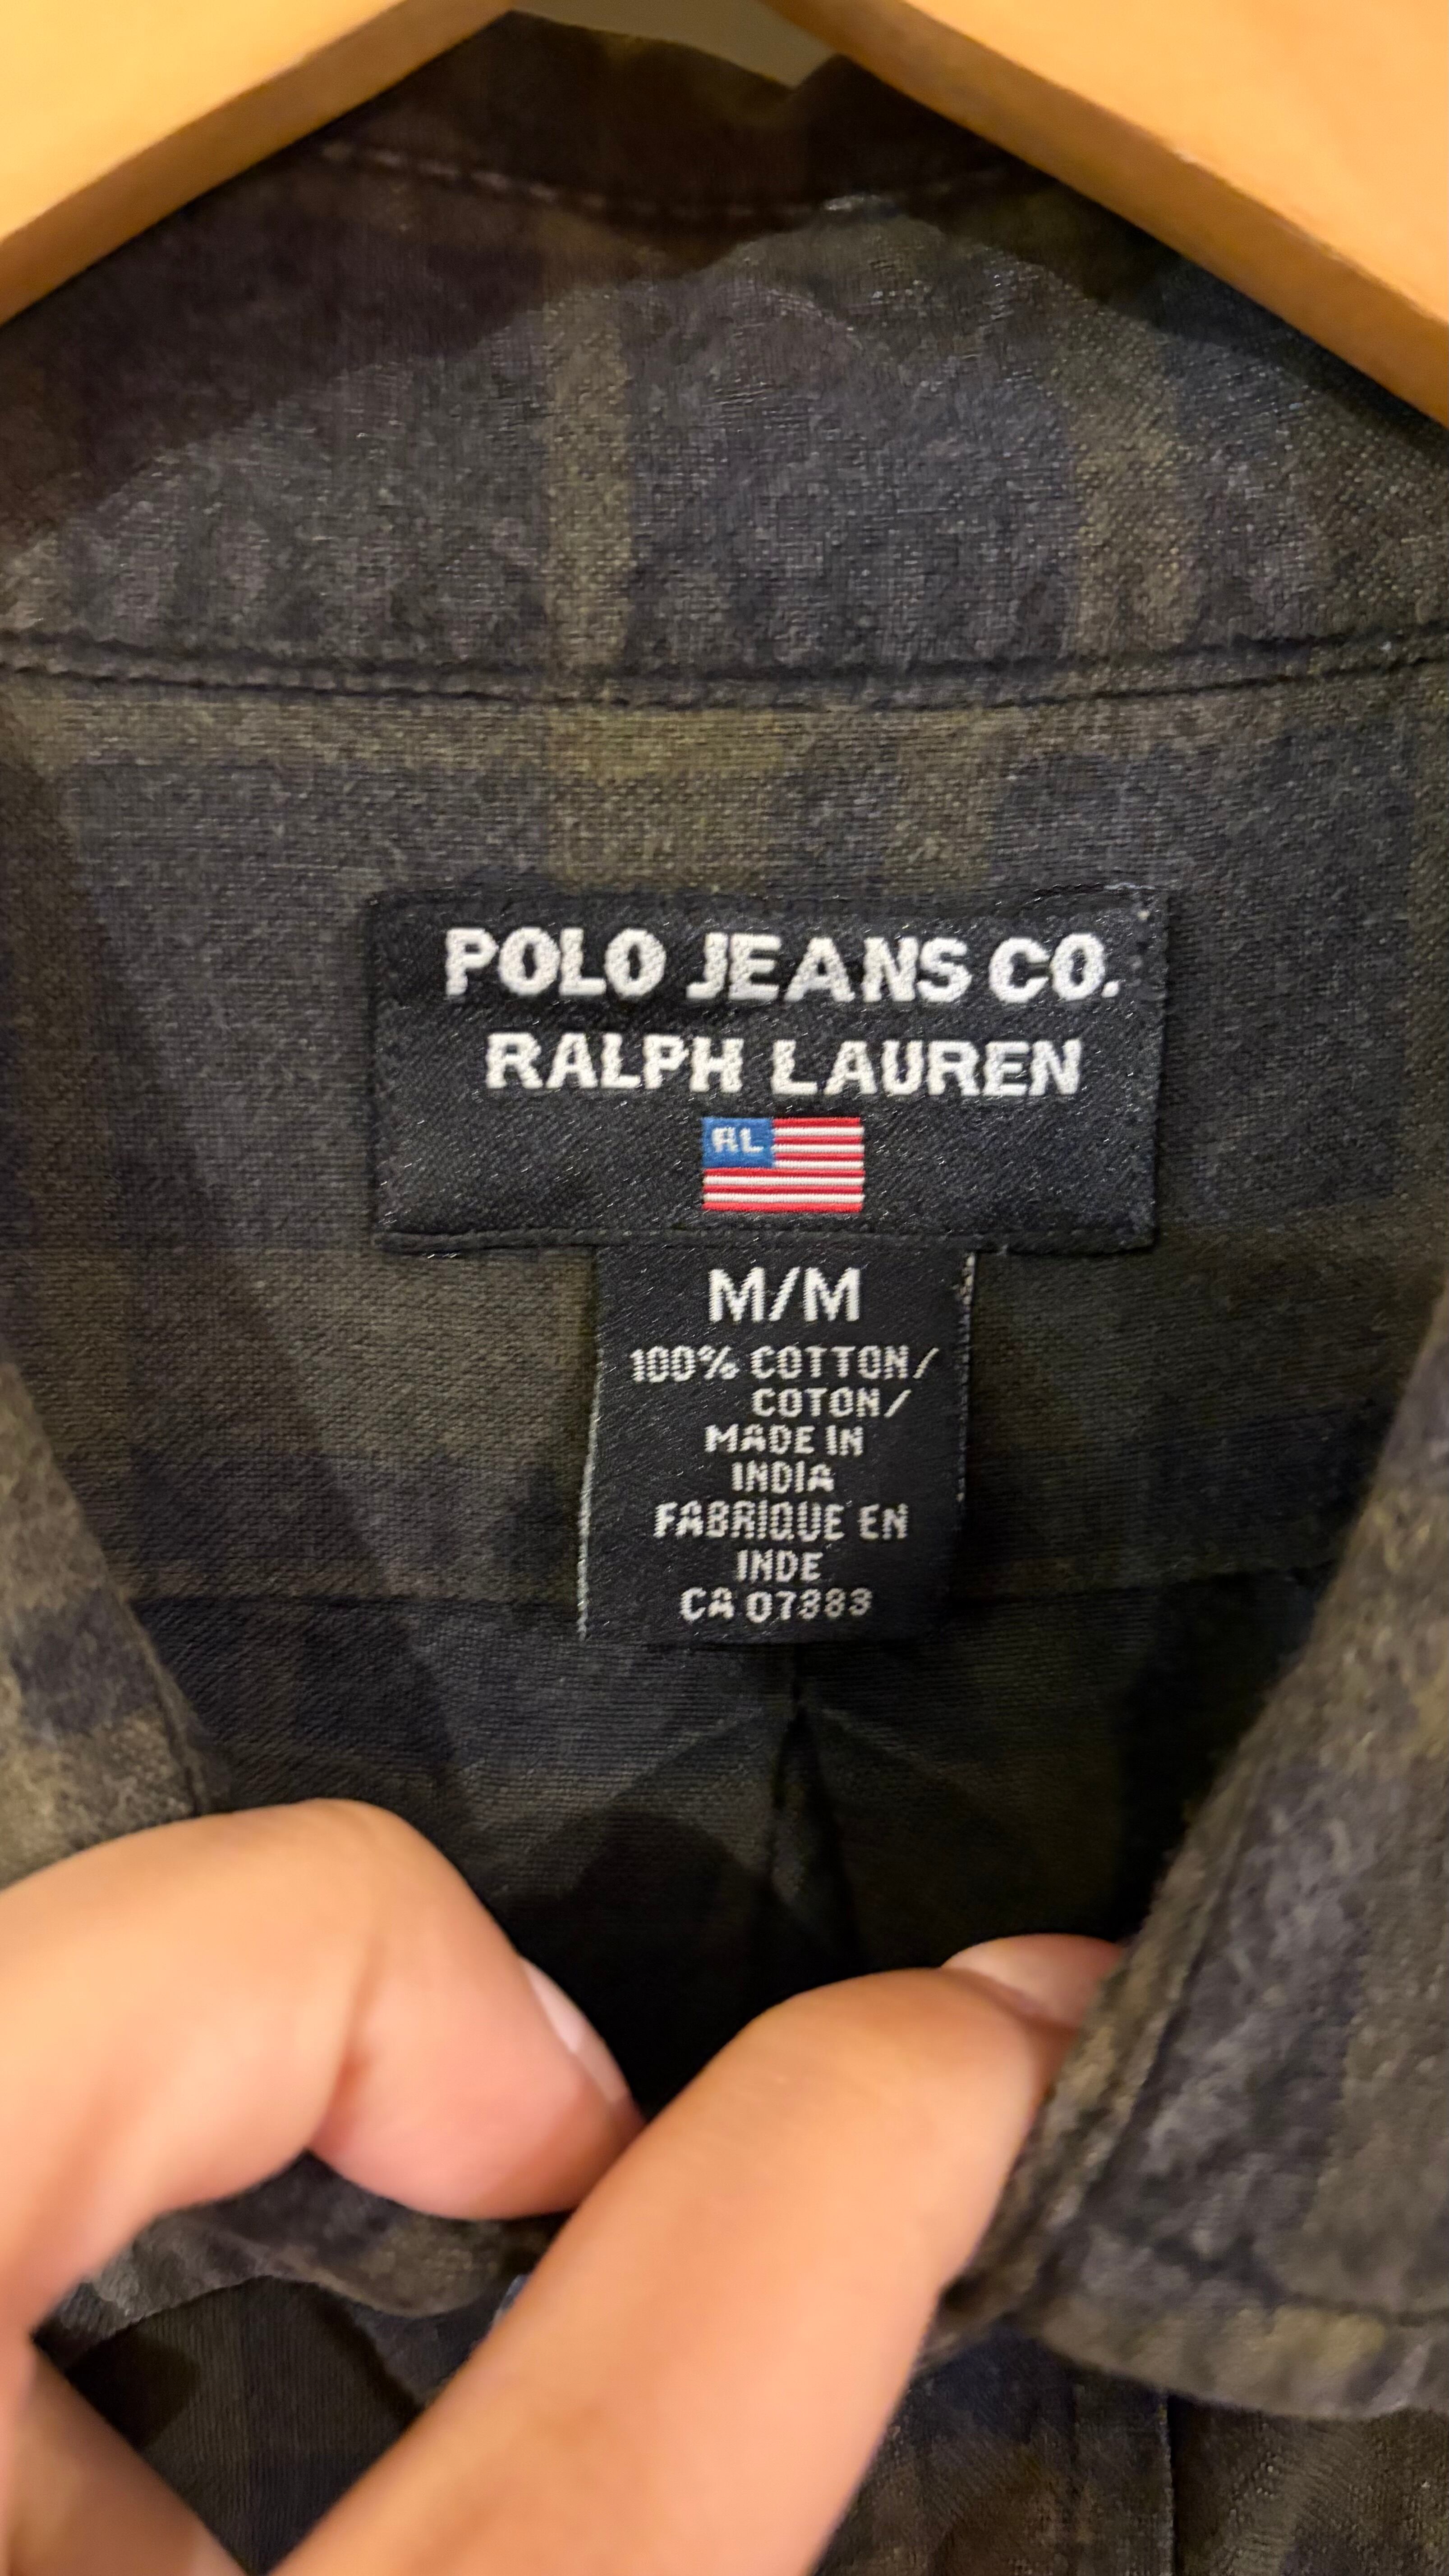 POLO JEANS CO.
RALPH LAUREN
RL
M/M
100% COTTON/
COTON/
MADE IN
INDIA
FABRIQUE EN
INDE
CA 07383